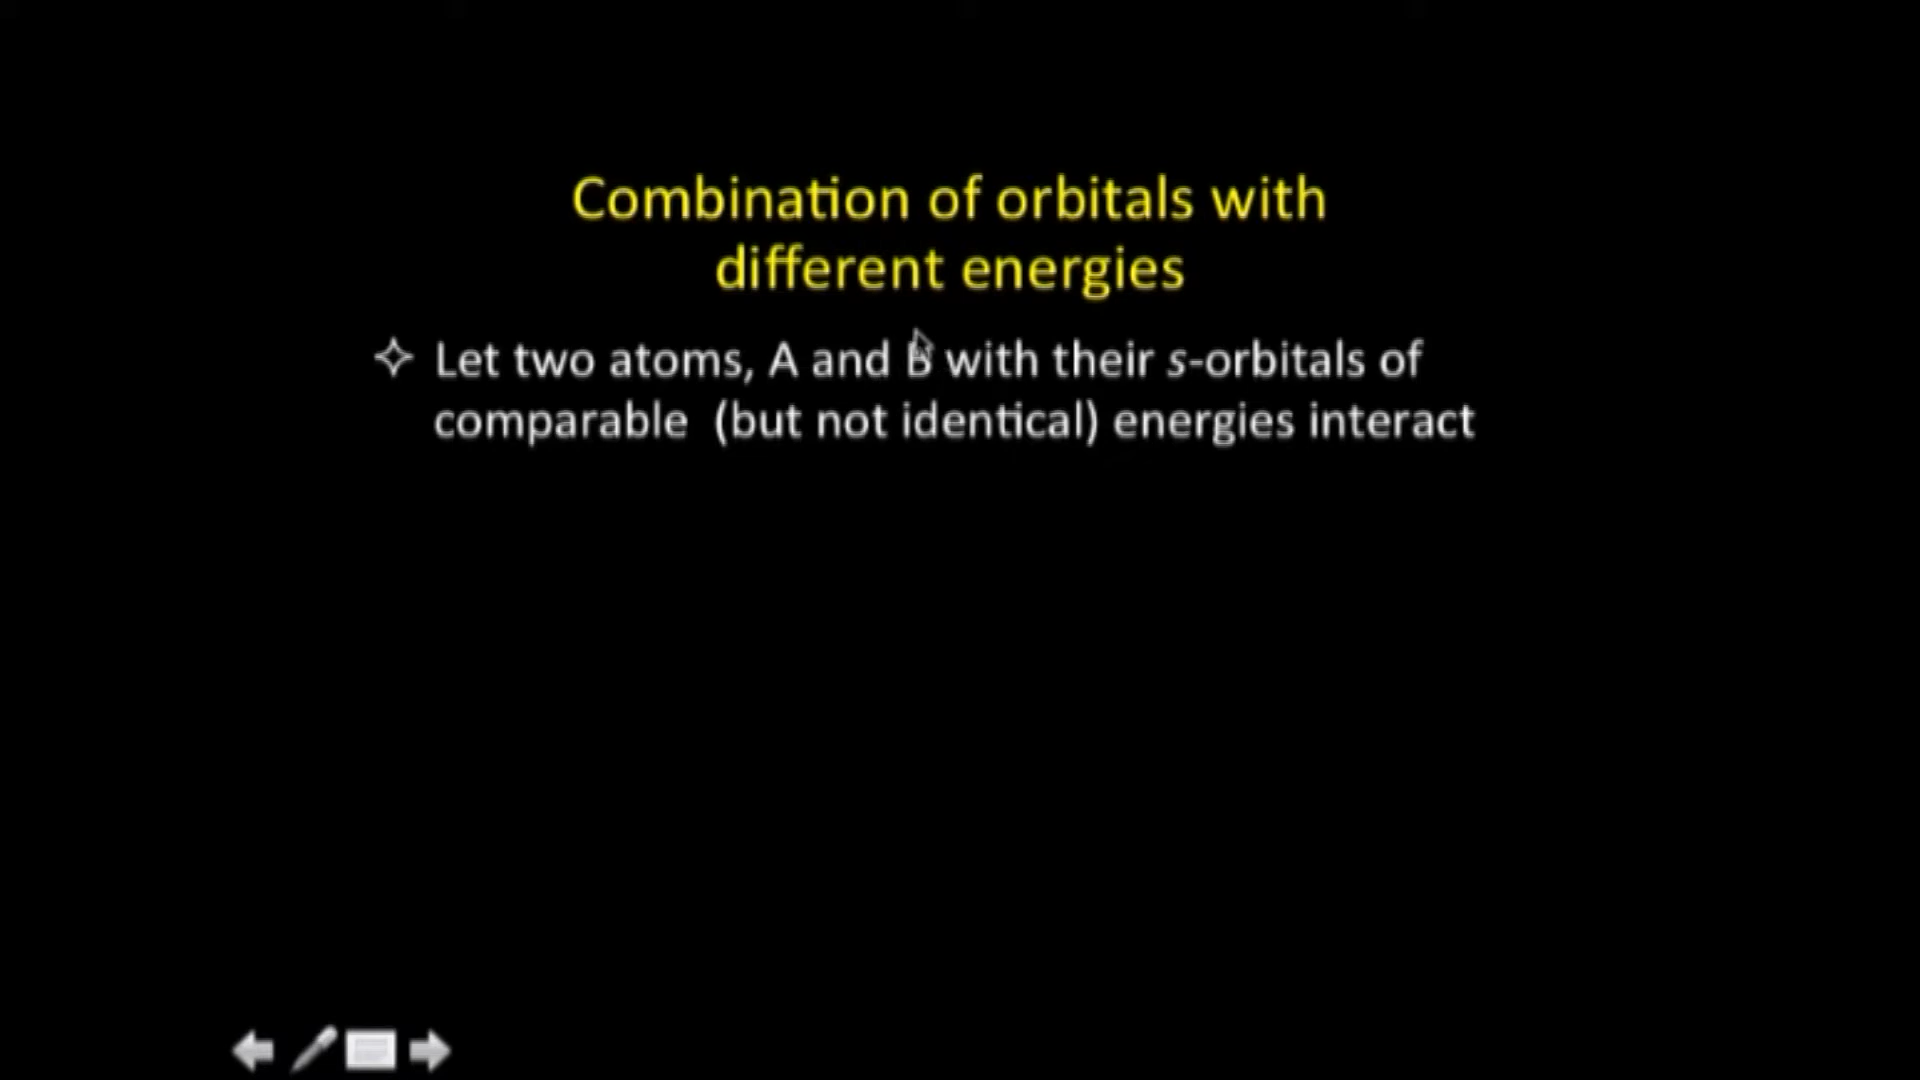 Combination of orbitals with
different energies
✧ Let two atoms, A and B with their s-orbitals of
comparable (but not identical) energies interact